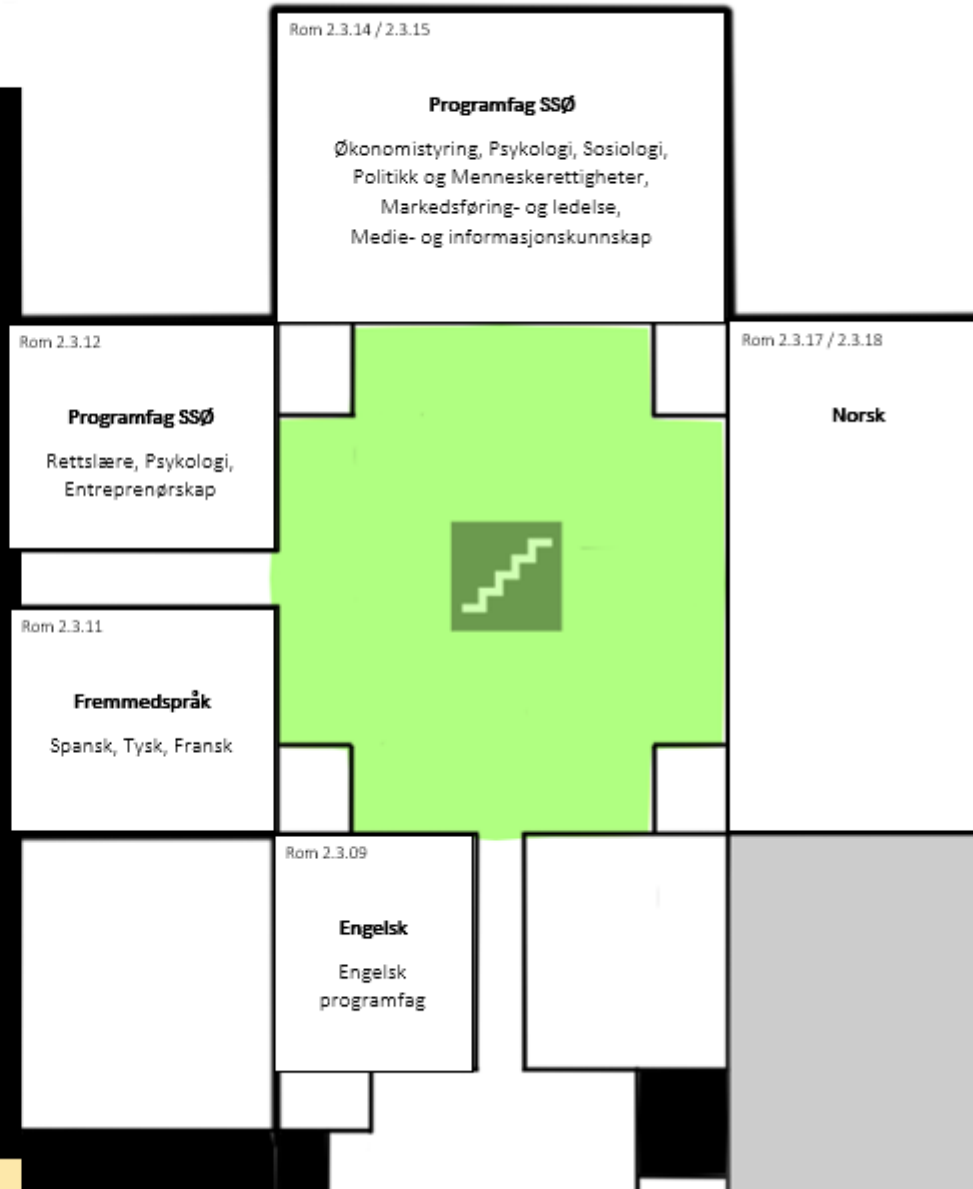 Rom 2.3.14 / 2.3.15
Programfag SSØ
Økonomistyring, Psykologi, Sosiologi,
Politikk og Menneskerettigheter,
Markedsføring- og ledelse,
Medie- og informasjonskunnskap
Rom 2.3.12
Programfag SSØ
Rettslære, Psykologi,
Entreprenørskap
Rom 2.3.17 / 2.3.18
Norsk
Rom 2.3.11
Fremmedspråk
Spansk, Tysk, Fransk
Rom 2.3.09
Engelsk
Engelsk
programfag